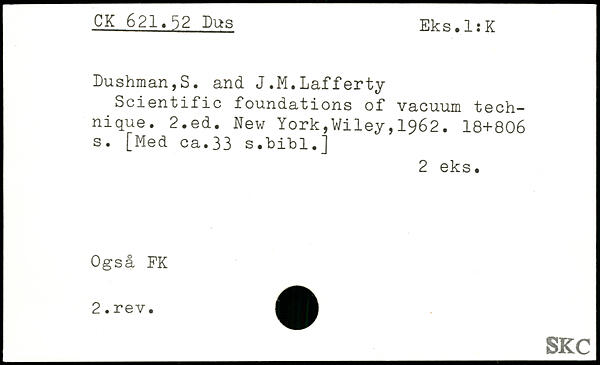 CK 621.52 Dus
Eks.1:K
Dushman,S. and J.M.Lafferty
Scientific foundations of vacuum tech-
nique. 2.ed. New York,Wiley,1962. 18+806
s. [Med ca.33 s.bibl.]
2 eks.
Også FK
2.rev.
SKC